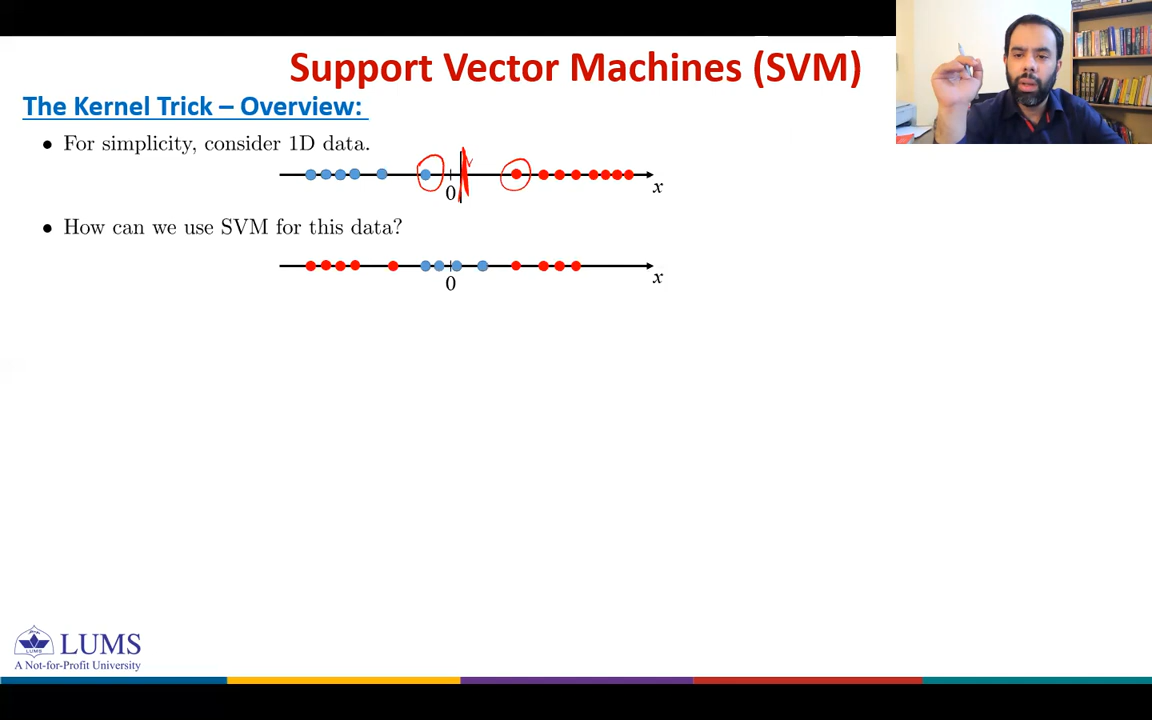 Support Vector Machines (SVM)
The Kernel Trick – Overview:
• For simplicity, consider 1D data.
0
x
• How can we use SVM for this data?
0
x
LUMS
LUMS
A Not-for-Profit University